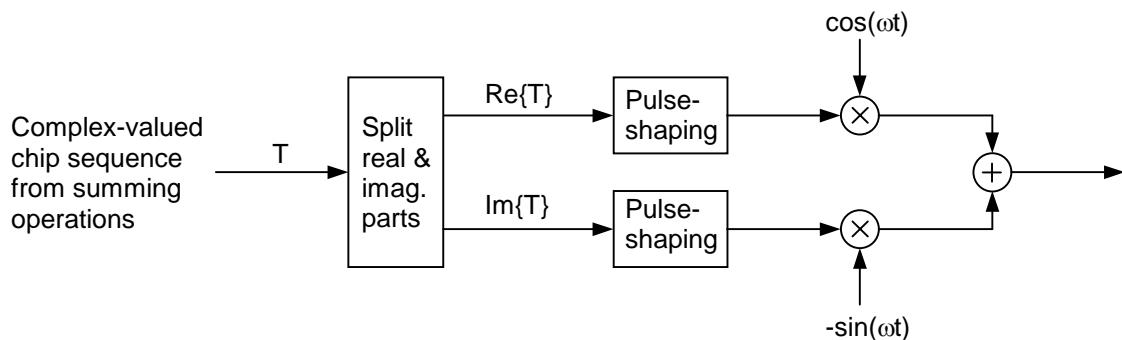 cos(ωt)
Complex-valued
chip sequence
from summing
operations
T
Split
real &
imag.
parts
Re{T}
Pulse-
shaping
Im{T}
Pulse-
shaping
-sin(ωt)